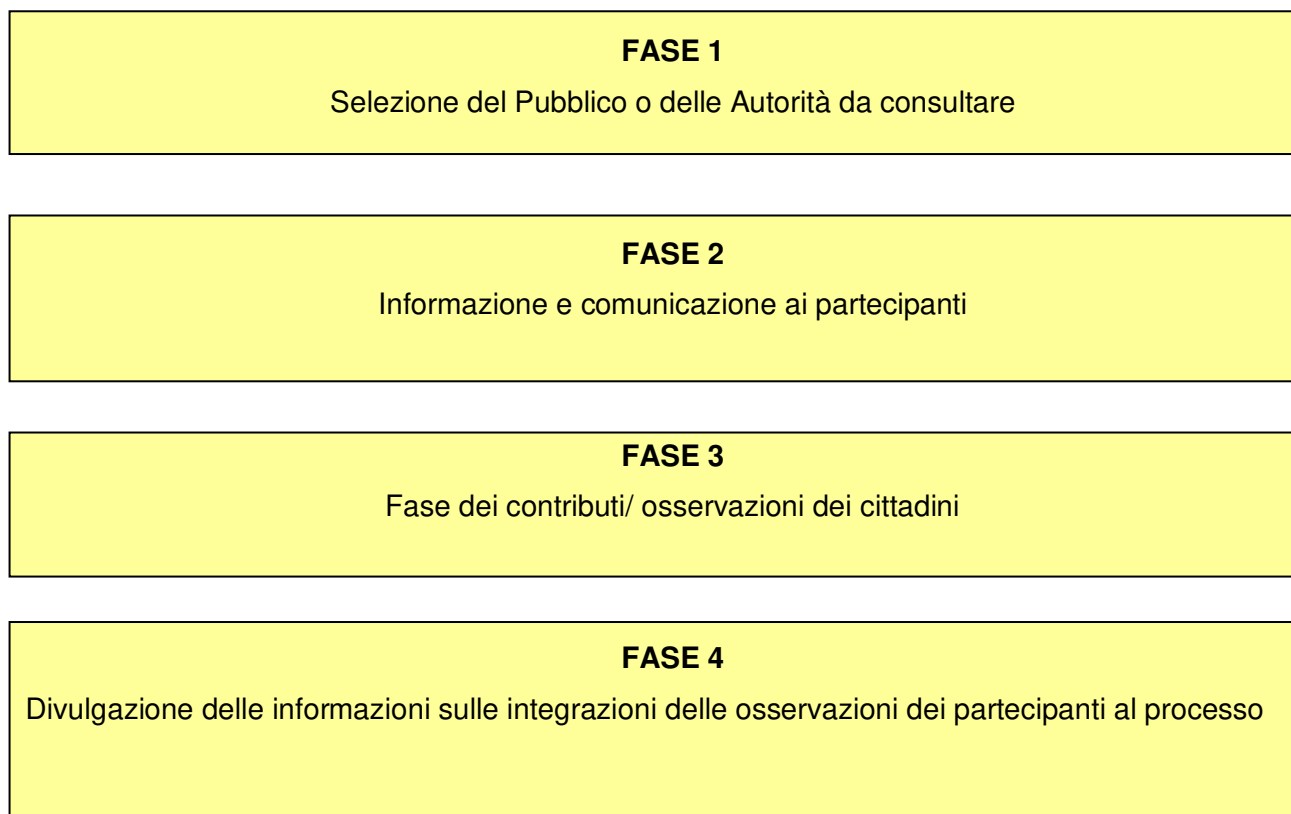 FASE 1
Selezione del Pubblico o delle Autorità da consultare
FASE 2
Informazione e comunicazione ai partecipanti
FASE 3
Fase dei contributi/ osservazioni dei cittadini
FASE 4
Divulgazione delle informazioni sulle integrazioni delle osservazioni dei partecipanti al processo